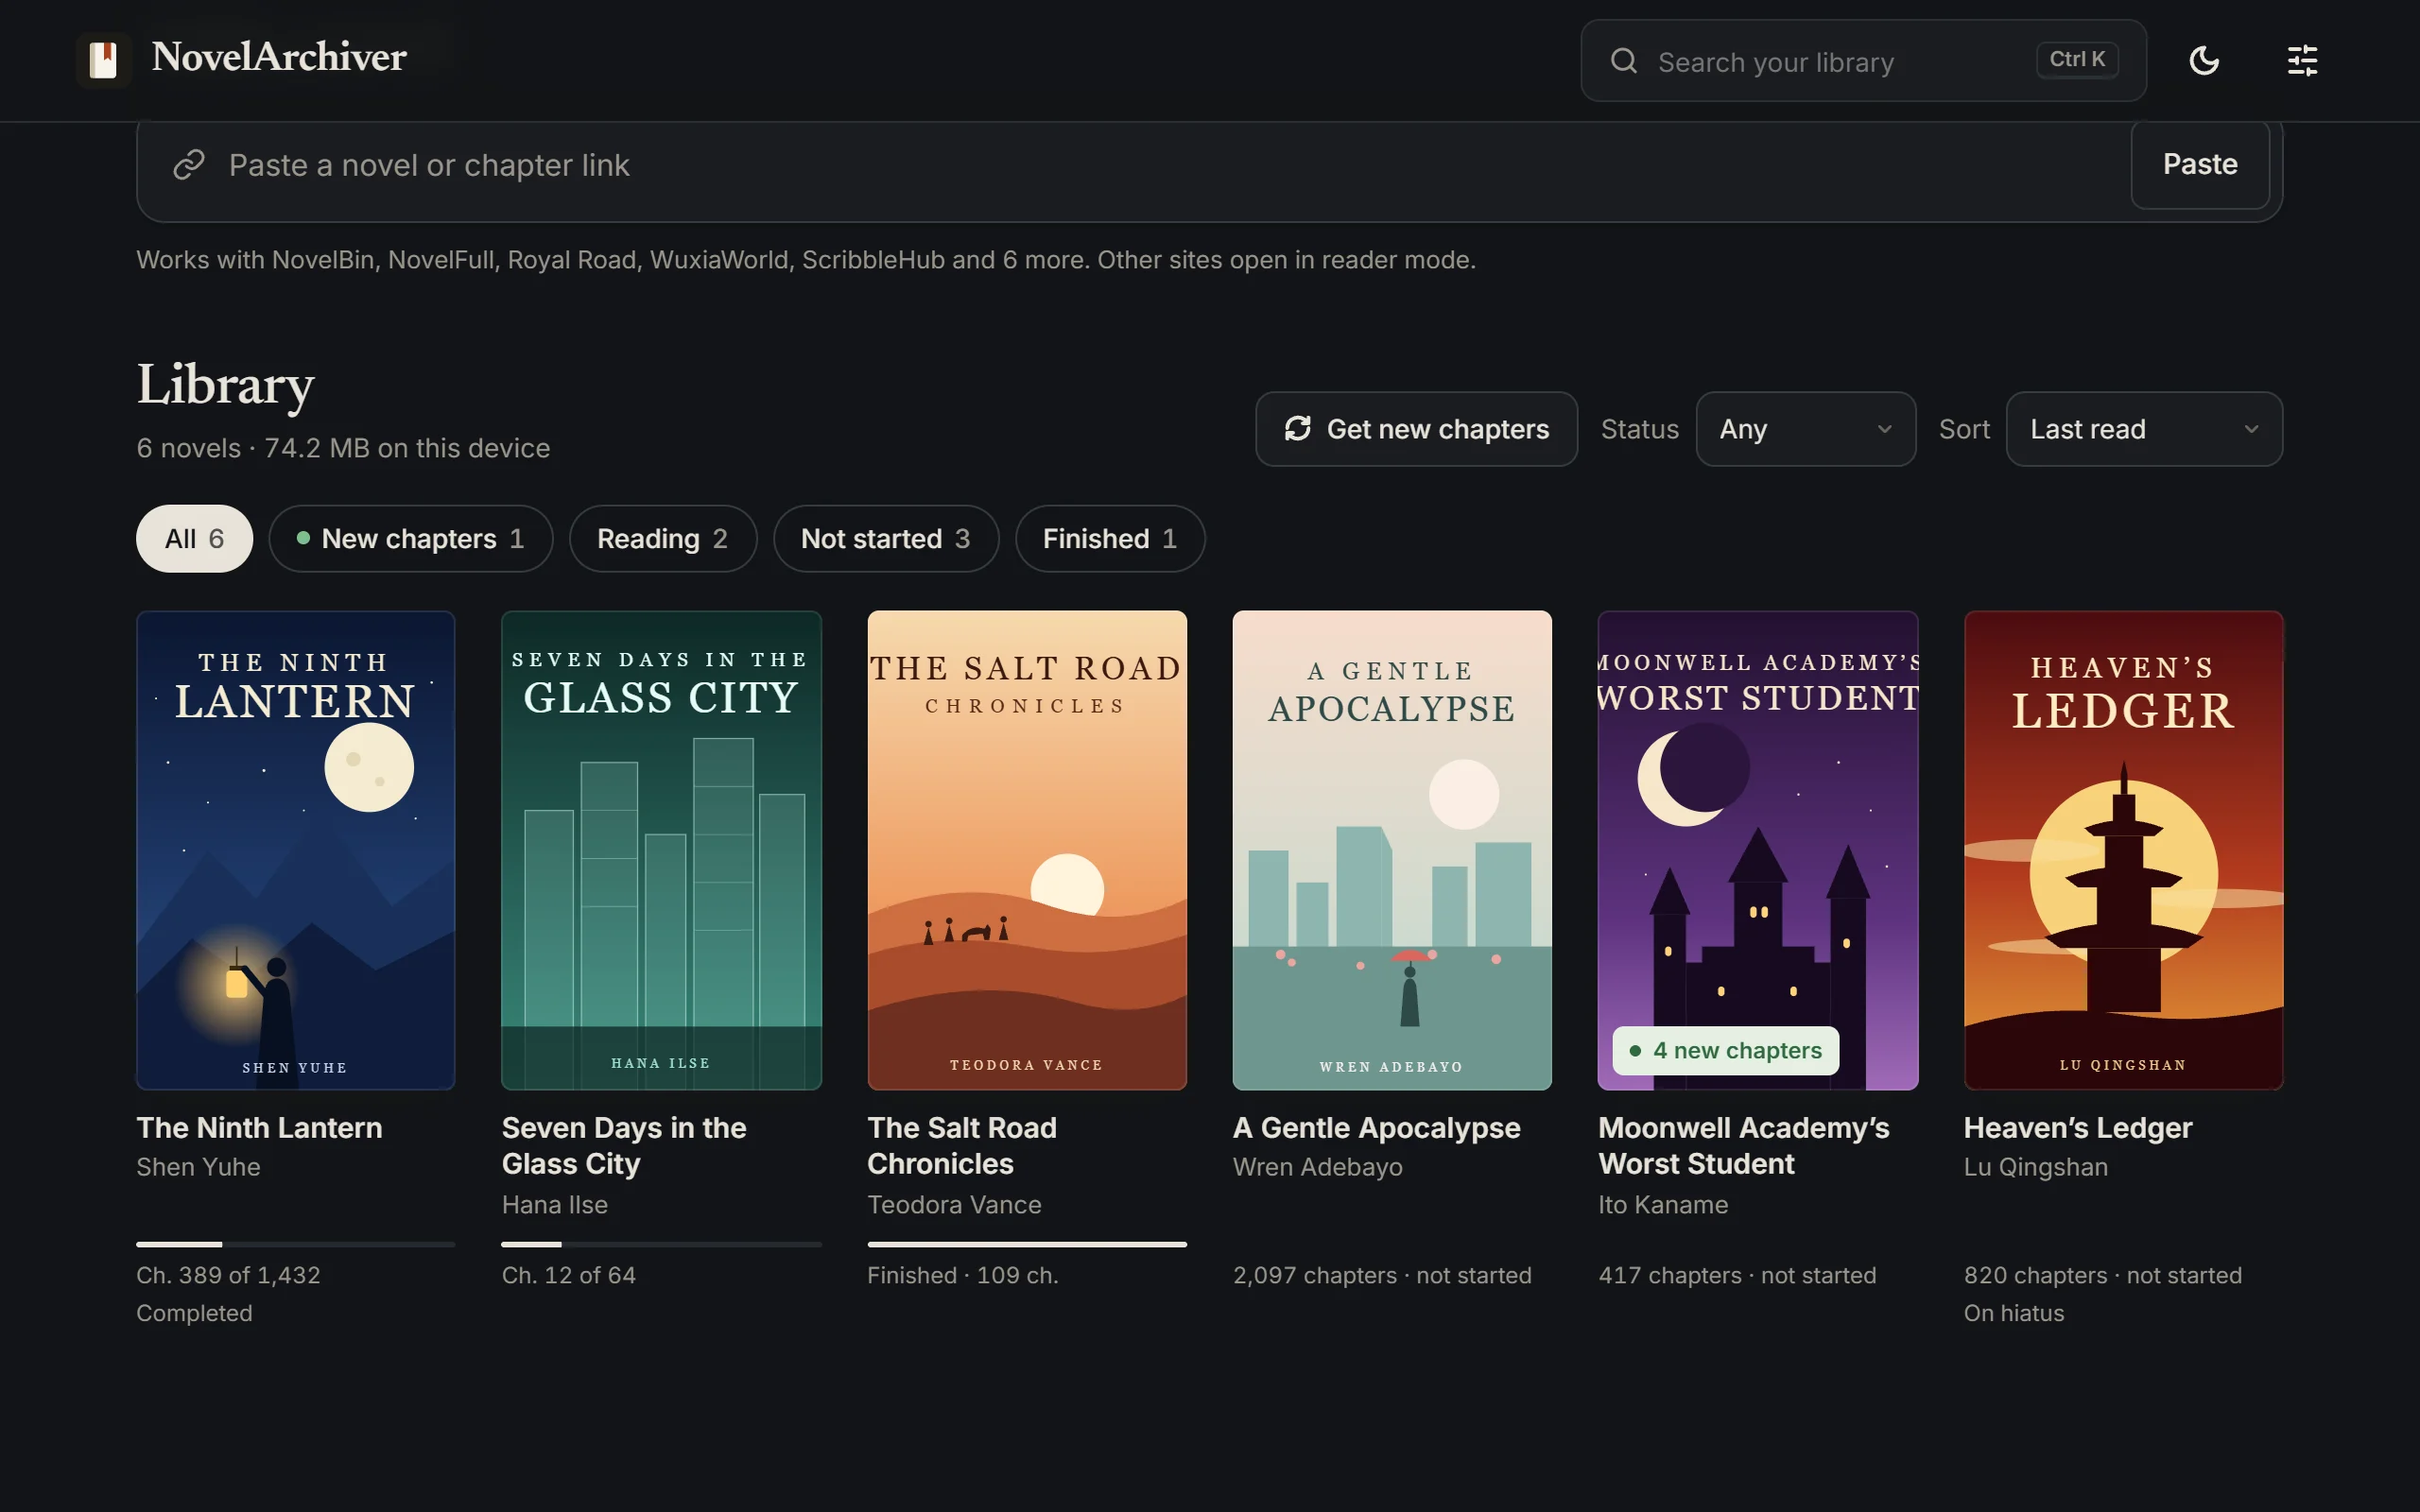 NovelArchiver
Search your library
Ctrl K
Paste a novel or chapter link
Paste
Works with NovelBin, NovelFull, Royal Road, WuxiaWorld, ScribbleHub and 6 more. Other sites open in reader mode.
Library
6 novels · 74.2 MB on this device
Get new chapters
Status
Any
Sort
Last read
All 6
New chapters 1
Reading 2
Not started 3
Finished 1
THE NINTH
LANTERN
SHEN YUHE
SEVEN DAYS IN THE
GLASS CITY
HANA ILSE
THE SALT ROAD
CHRONICLES
TEODORA VANCE
A GENTLE
APOCALYPSE
WREN ADEBAYO
MOONWELL ACADEMY’S
WORST STUDENT
4 new chapters
HEAVEN’S
LEDGER
LU QINGSHAN
The Ninth Lantern
Shen Yuhe
Ch. 389 of 1,432
Completed
Seven Days in the
Glass City
Hana Ilse
Ch. 12 of 64
The Salt Road
Chronicles
Teodora Vance
Finished · 109 ch.
A Gentle Apocalypse
Wren Adebayo
2,097 chapters · not started
Moonwell Academy’s
Worst Student
Ito Kaname
417 chapters · not started
Heaven’s Ledger
Lu Qingshan
820 chapters · not started
On hiatus